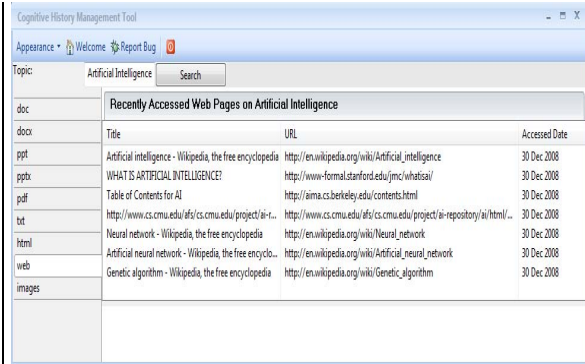 Cognitive History Management Tool
Appearance Welcome Report Bug
Topic: Artificial Intelligence Search
doc
docx
ppt
pptx
pdf
txt
html
web
images
Recently Accessed Web Pages on Artificial Intelligence
Title URL Accessed Date
Artificial intelligence - Wikipedia, the free encyclopedia http://en.wikipedia.org/wiki/Artificial_intelligence 30 Dec 2008
WHAT IS ARTIFICIAL INTELLIGENCE? http://www-formal.stanford.edu/jmc/whatisai/ 30 Dec 2008
Table of Contents for AI http://aima.cs.berkeley.edu/contents.html 30 Dec 2008
http://www.cs.cmu.edu/afs/cs.cmu.edu/project/ai-r... http://www.cs.cmu.edu/afs/cs.cmu.edu/project/ai-repository/ai/html/... 30 Dec 2008
Neural network - Wikipedia, the free encyclopedia http://en.wikipedia.org/wiki/Neural_network 30 Dec 2008
Artificial neural network - Wikipedia, the free encyclo... http://en.wikipedia.org/wiki/Artificial_neural_network 30 Dec 2008
Genetic algorithm - Wikipedia, the free encyclopedia http://en.wikipedia.org/wiki/Genetic_algorithm 30 Dec 2008